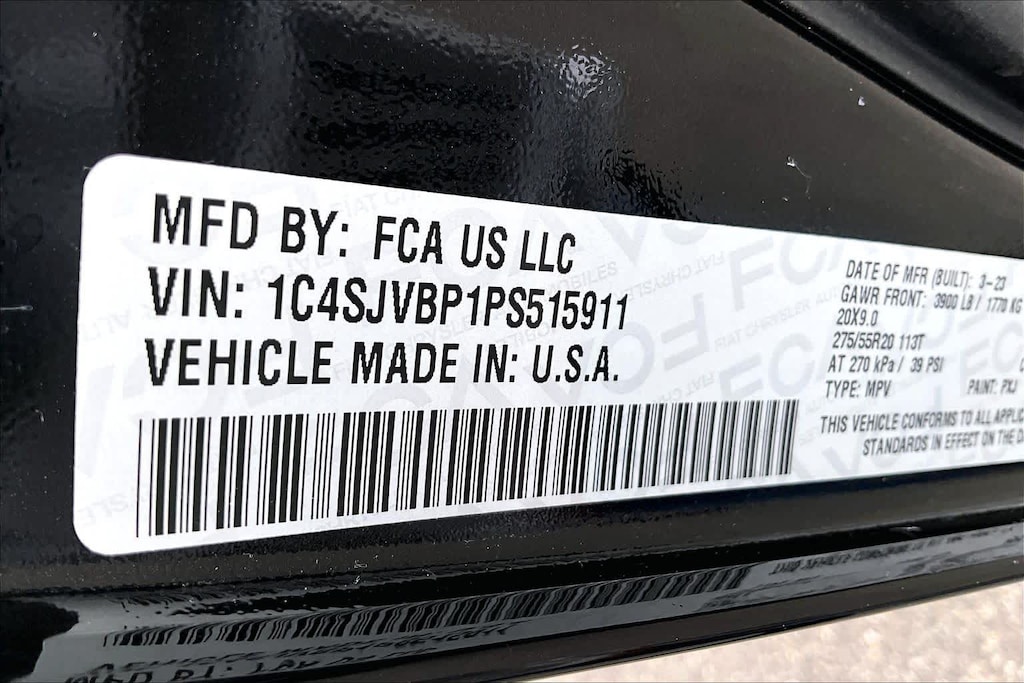 MFD BY: FCA US LLC
VIN: 1C4SJVBP1PS515911
VEHICLE MADE IN: U.S.A.
DATE OF MFR (BUILT): 3-23
GAWR FRONT: 3900 LB / 1770 KG
20X9.0
275/55R20 113T
AT 270 kPa / 39 PSI
TYPE: MPV PAINT: PXJ
THIS VEHICLE CONFORMS TO ALL APPLIC
STANDARDS IN EFFECT ON THE D